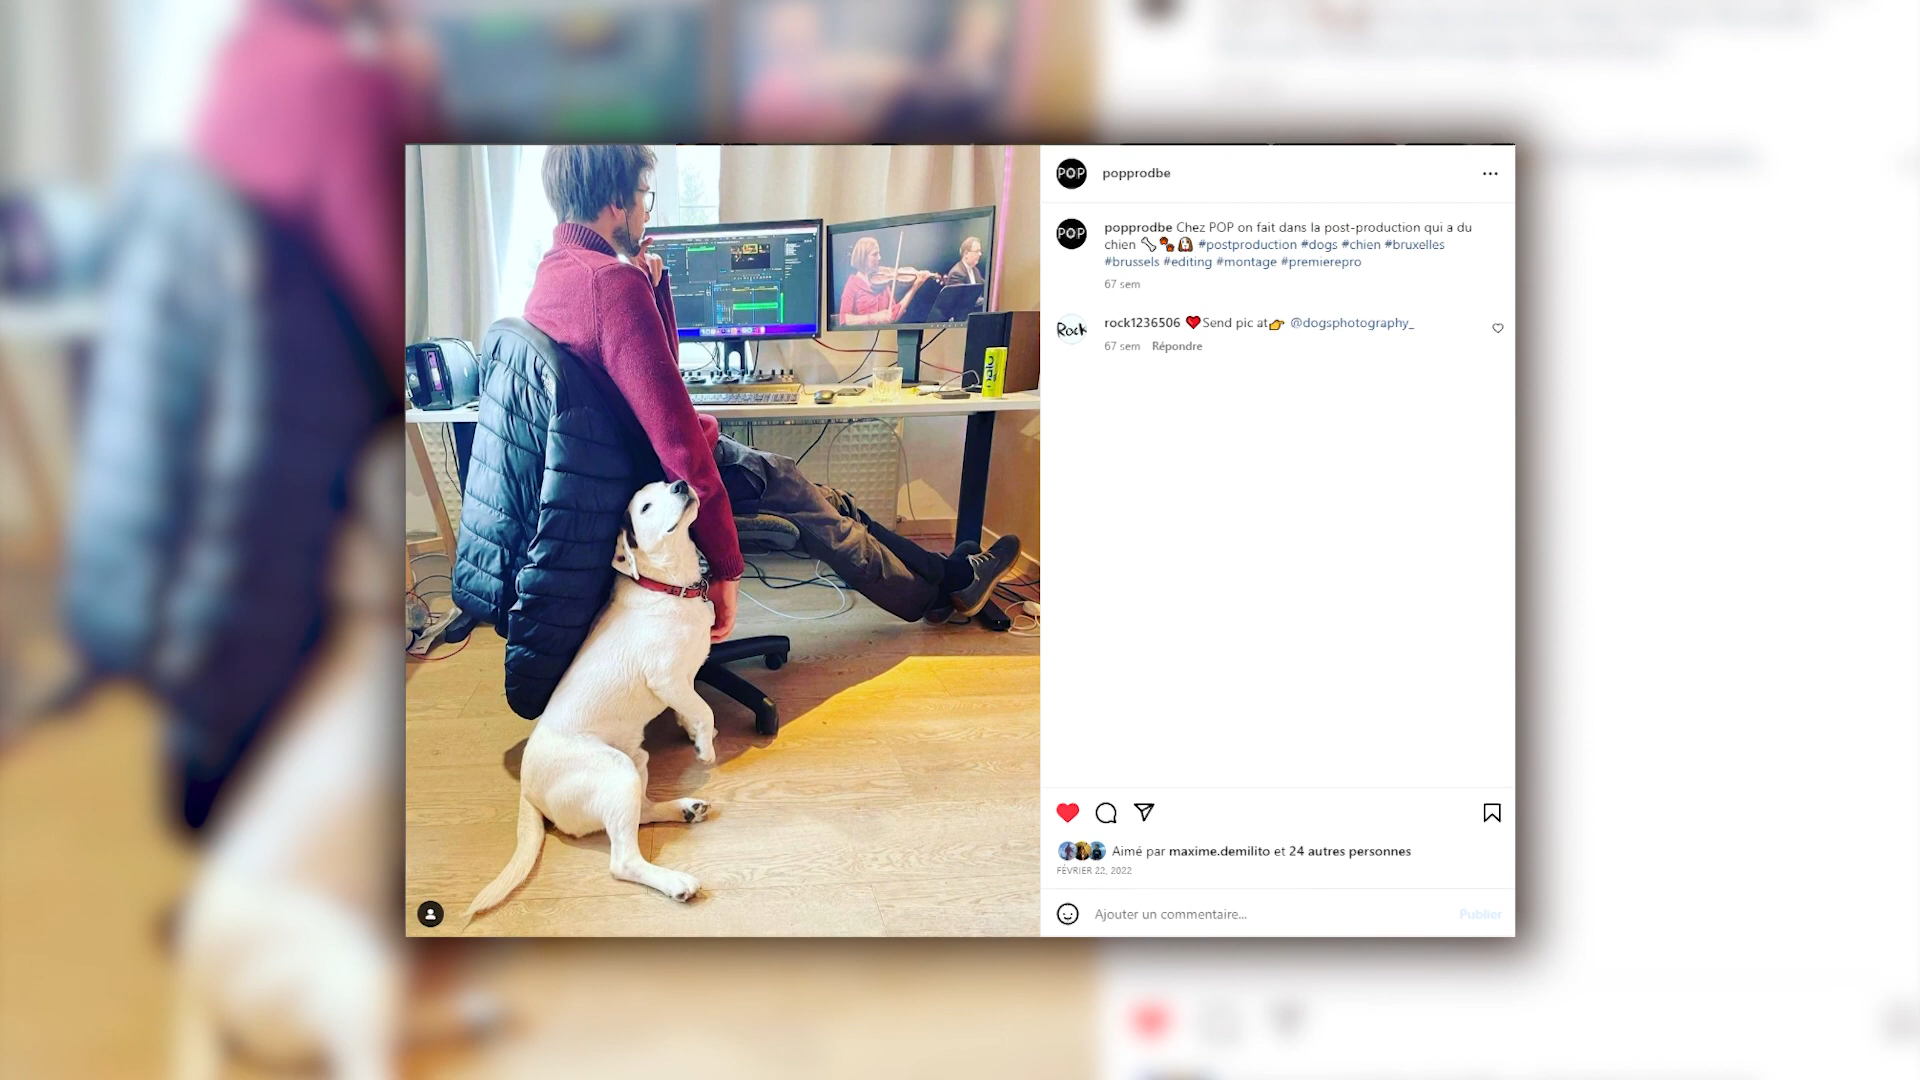 POP popprodbe
POP popprodbe Chez POP on fait dans la post-production qui a du
chien 🦴🐕🐶 #postproduction #dogs #chien #bruxelles
#brussels #editing #montage #premierepro
67 sem
Rock rock1236506 ❤️Send pic at👉 @dogsphotography_
67 sem Répondre
nalu
Aimé par maxime.demilito et 24 autres personnes
FÉVRIER 22, 2022
Ajouter un commentaire...
Publier